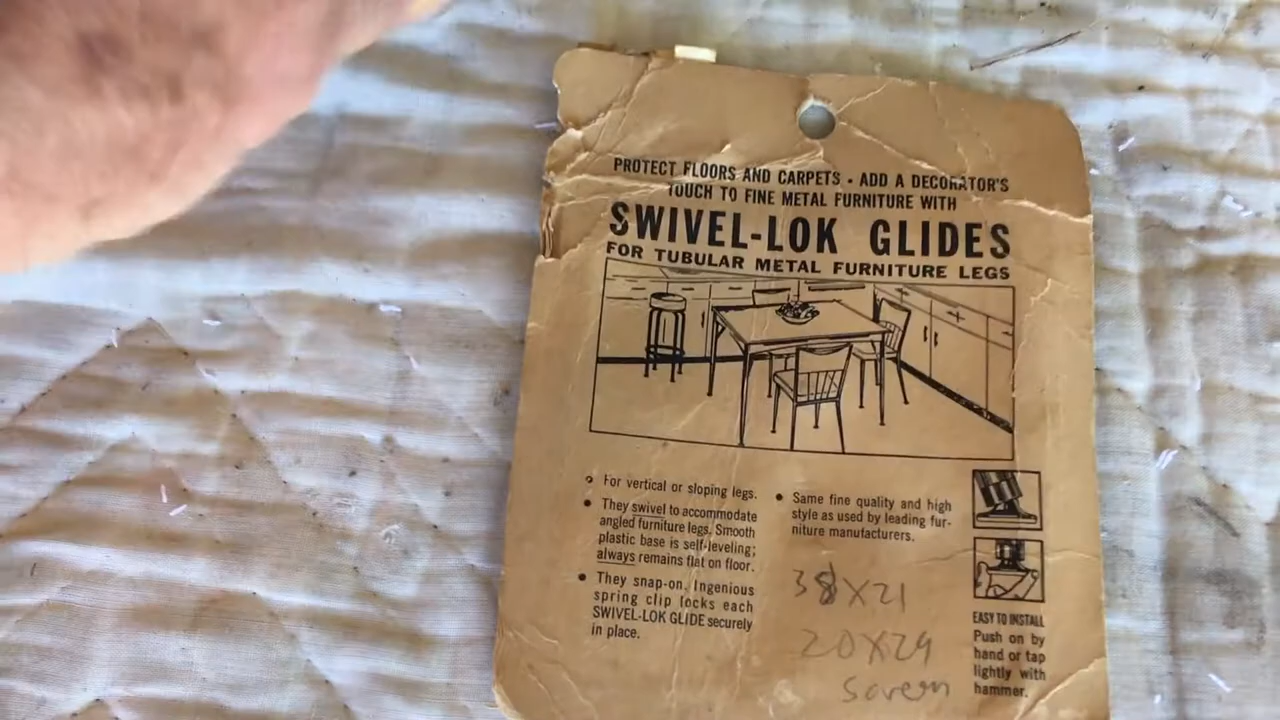 PROTECT FLOORS AND CARPETS • ADD A DECORATOR'S
TOUCH TO FINE METAL FURNITURE WITH
SWIVEL-LOK GLIDES
FOR TUBULAR METAL FURNITURE LEGS
• For vertical or sloping legs.
• They swivel to accommodate
angled furniture legs. Smooth
plastic base is self-leveling;
always remains flat on floor.
• They snap-on. Ingenious
spring clip locks each
SWIVEL-LOK GLIDE securely
in place.
• Same fine quality and high
style as used by leading fur-
niture manufacturers.
38X21
20X29
EASY TO INSTALL
Push on by
hand or tap
lightly with
hammer.